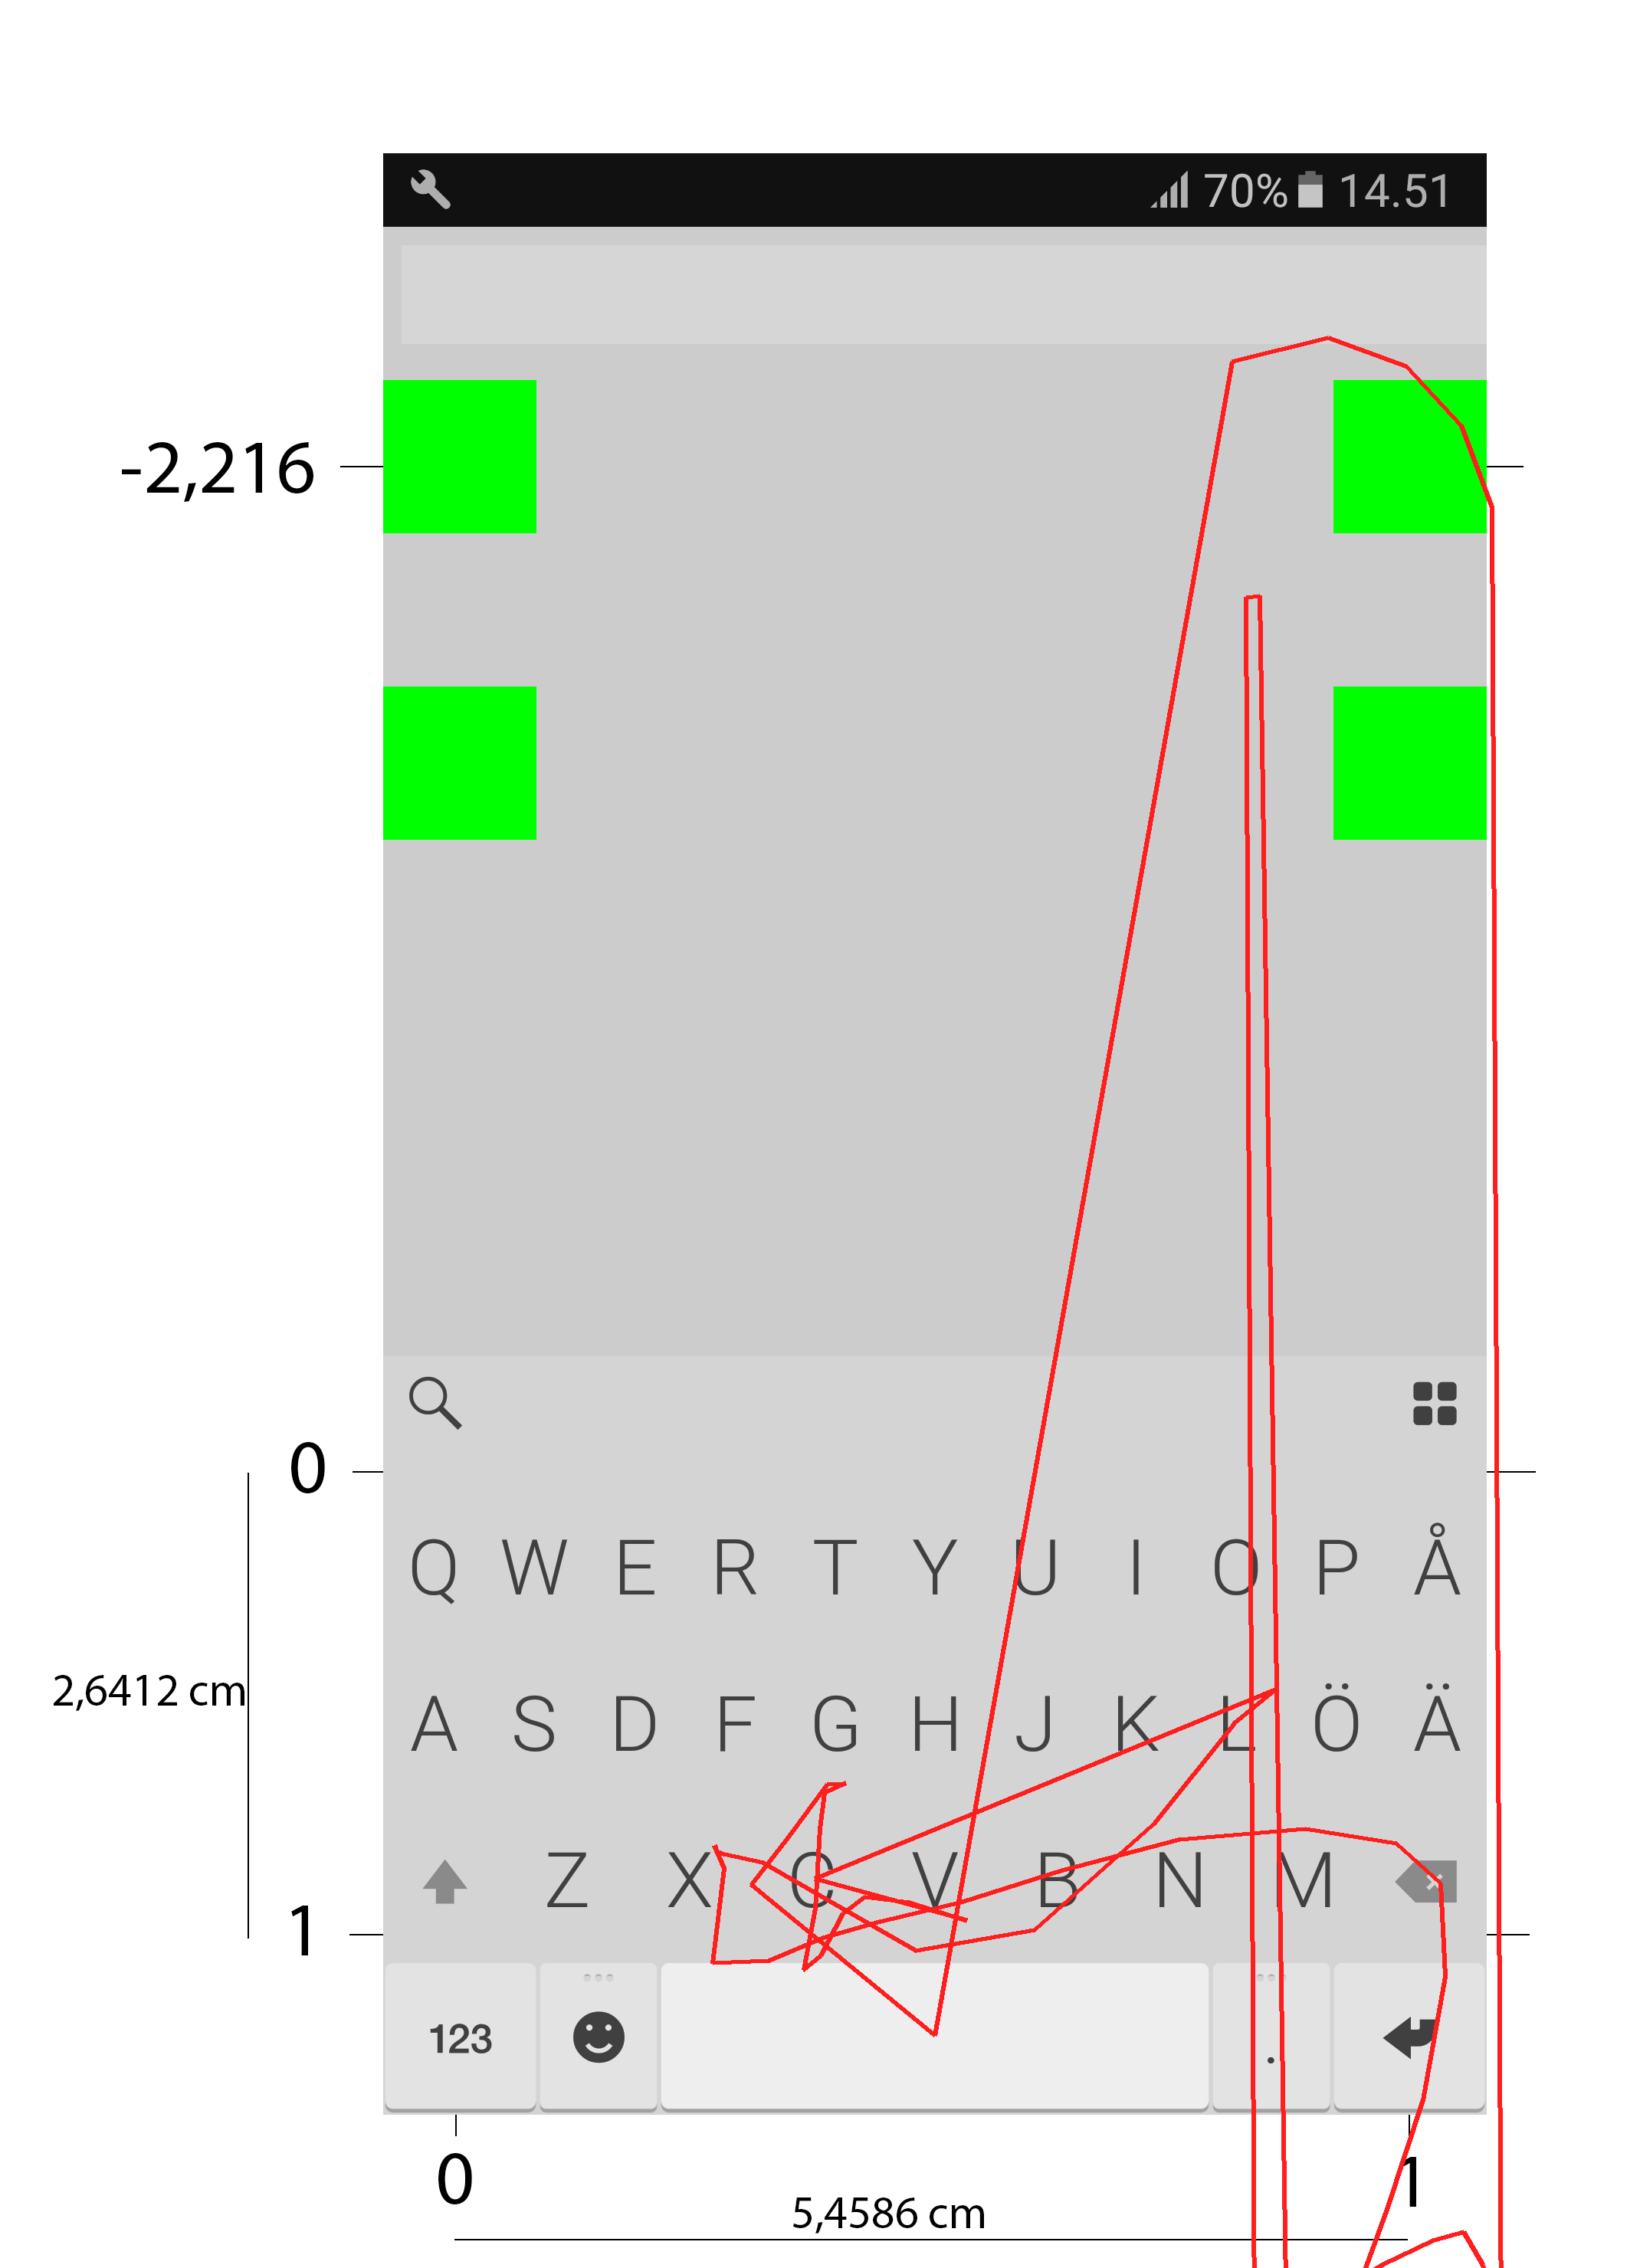 70% 14.51
-2,216
0
Q W E R T Y U I O P Å
2,6412 cm
A S D F G H J K L Ö Ä
Z X C V B N M
1
123 .
0 1
5,4586 cm